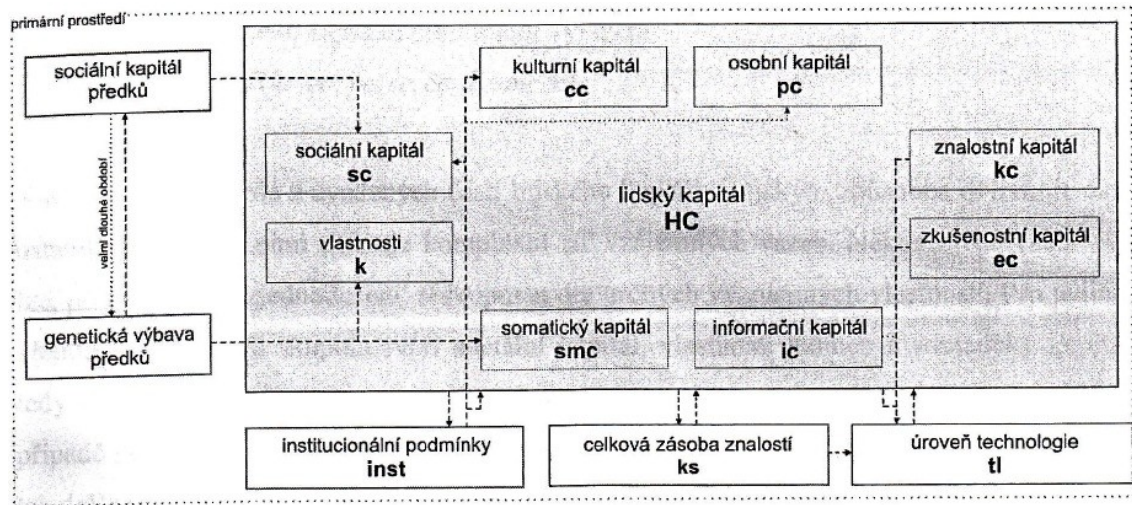 primární prostředí
sociální kapitál
předků
kulturní kapitál
cc
osobní kapitál
pc
sociální kapitál
sc
znalostní kapitál
kc
lidský kapitál
HC
velmi dlouhé období
vlastnosti
k
zkušenostní kapitál
ec
genetická výbava
předků
somatický kapitál
smc
informační kapitál
ic
tedy
případě
institucionální podmínky
inst
celková zásoba znalostí
ks
úroveň technologie
tl